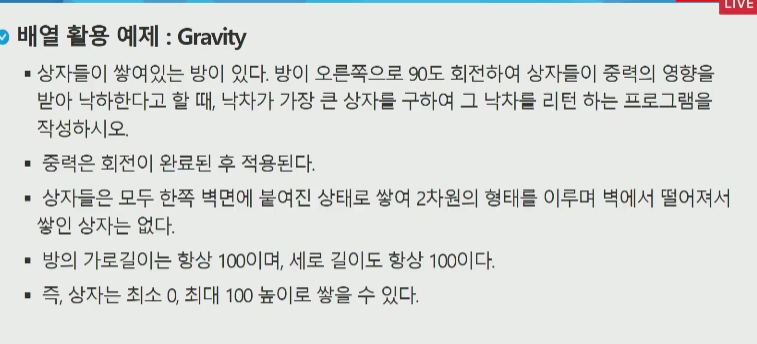 LIVE
배열 활용 예제 : Gravity
▪ 상자들이 쌓여있는 방이 있다. 방이 오른쪽으로 90도 회전하여 상자들이 중력의 영향을
받아 낙하한다고 할 때, 낙차가 가장 큰 상자를 구하여 그 낙차를 리턴 하는 프로그램을
작성하시오.
▪ 중력은 회전이 완료된 후 적용된다.
▪ 상자들은 모두 한쪽 벽면에 붙여진 상태로 쌓여 2차원의 형태를 이루며 벽에서 떨어져서
쌓인 상자는 없다.
▪ 방의 가로길이는 항상 100이며, 세로 길이도 항상 100이다.
▪ 즉, 상자는 최소 0, 최대 100 높이로 쌓을 수 있다.